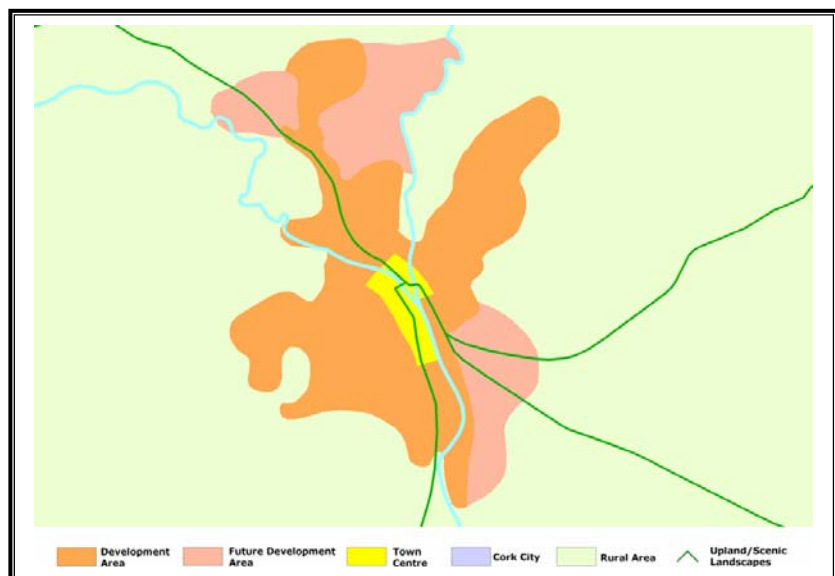 Development
Area
Future Development
Area
Town
Centre
Cork City
Rural Area
Upland/Scenic
Landscapes